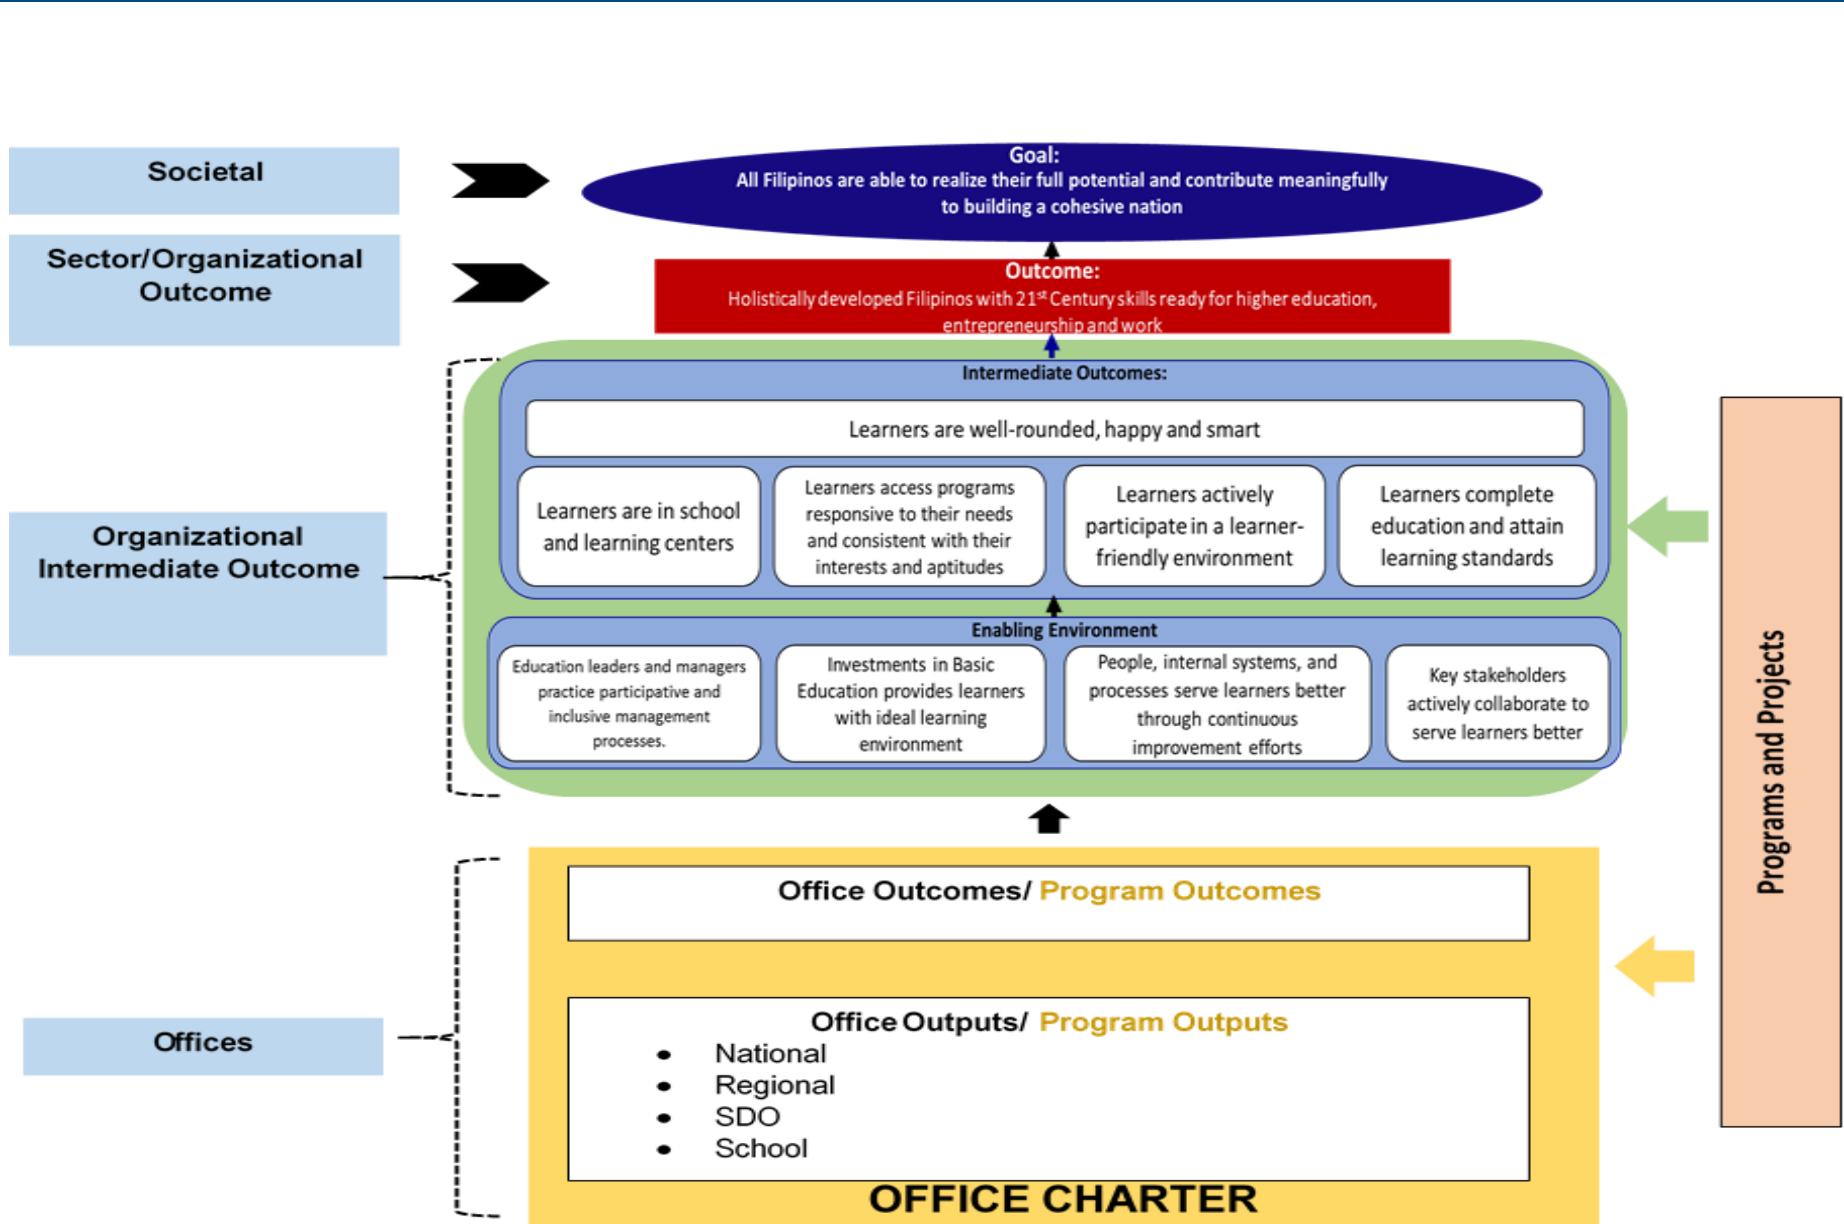 Societal
Goal:
All Filipinos are able to realize their full potential and contribute meaningfully
to building a cohesive nation
Sector/Organizational
Outcome
Outcome:
Holistically developed Filipinos with 21st Century skills ready for higher education,
entrepreneurship and work
Organizational
Intermediate Outcome
Intermediate Outcomes:
Learners are well-rounded, happy and smart
Learners are in school
and learning centers
Learners access programs
responsive to their needs
and consistent with their
interests and aptitudes
Learners actively
participate in a learner-
friendly environment
Learners complete
education and attain
learning standards
Enabling Environment
Education leaders and managers
practice participative and
inclusive management
processes.
Investments in Basic
Education provides learners
with ideal learning
environment
People, internal systems, and
processes serve learners better
through continuous
improvement efforts
Key stakeholders
actively collaborate to
serve learners better
Programs and Projects
Offices
Office Outcomes/ Program Outcomes
Office Outputs/ Program Outputs
• National
• Regional
• SDO
• School
OFFICE CHARTER